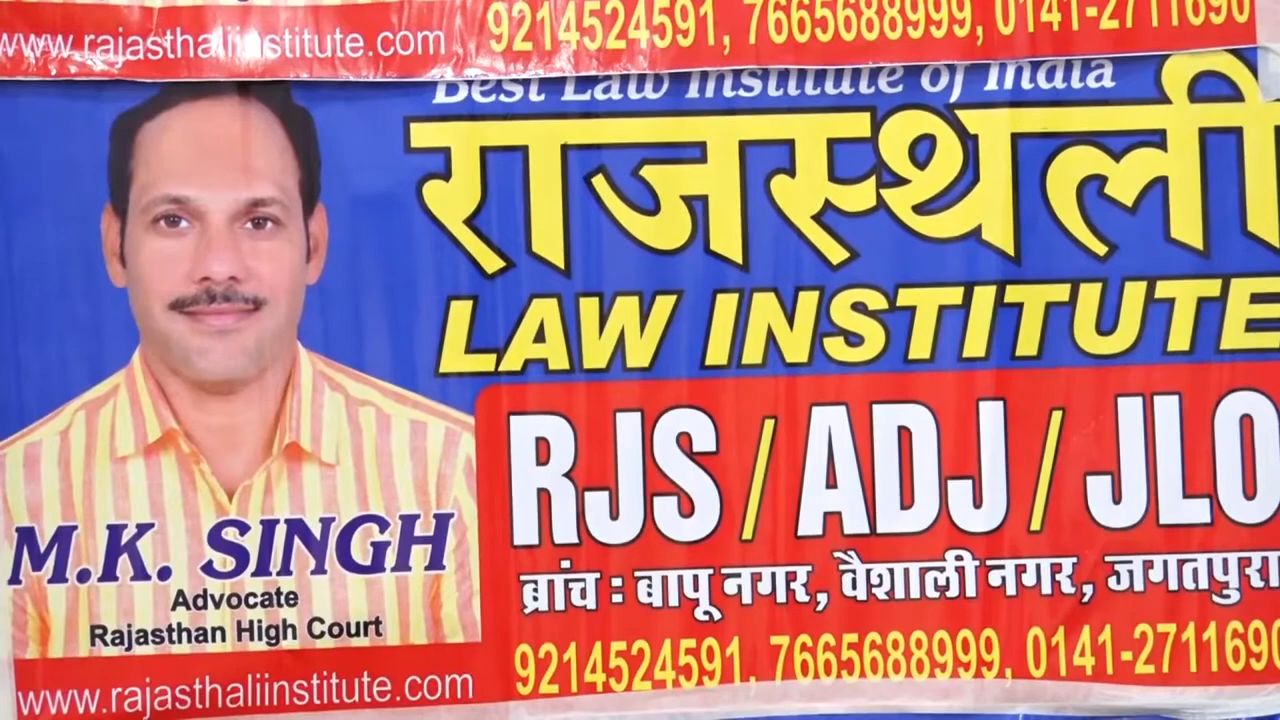 www.rajasthaliinstitute.com
9214524591, 7665688999, 0141-2711690
Best Law Institute of India
राजस्थली
LAW INSTITUTE
RJS / ADJ / JLO
M.K. SINGH
Advocate
Rajasthan High Court
ब्रांच : बापू नगर, वैशाली नगर, जगतपुरा
9214524591, 7665688999, 0141-2711690
www.rajasthaliinstitute.com